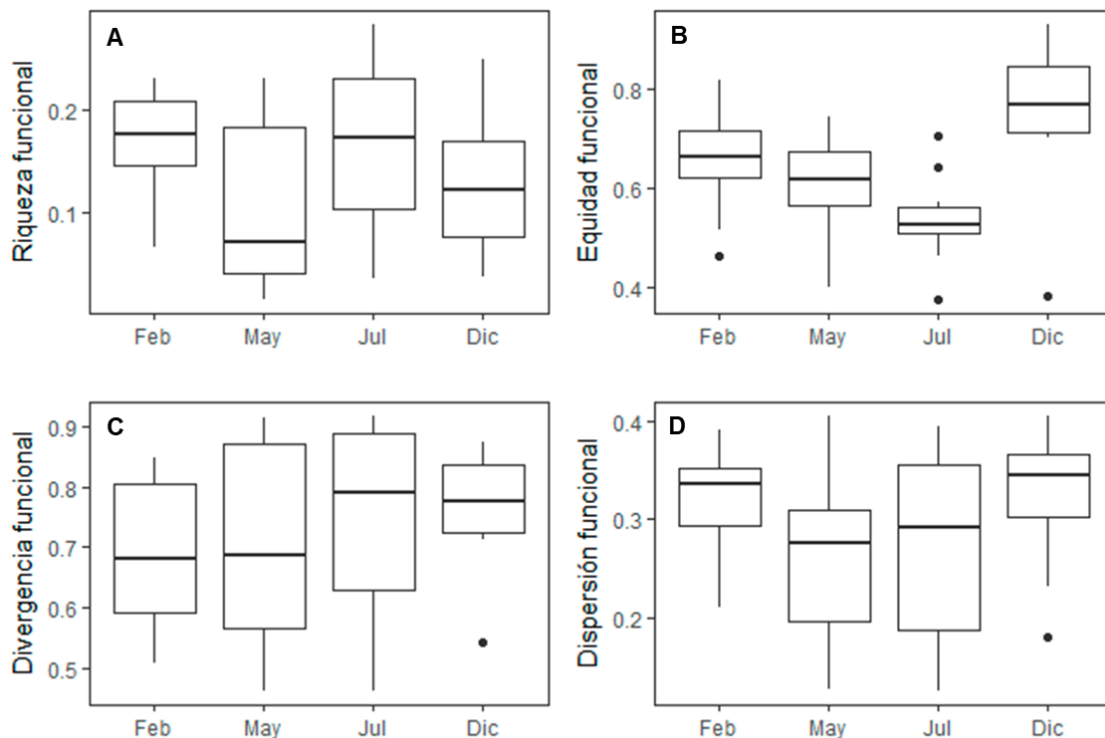 A
Riqueza funcional
0.2
0.1
Feb May Jul Dic
B
Equidad funcional
0.8
0.6
0.4
Feb May Jul Dic
C
Divergencia funcional
0.9
0.8
0.7
0.6
0.5
Feb May Jul Dic
D
Dispersión funcional
0.4
0.3
0.2
Feb May Jul Dic